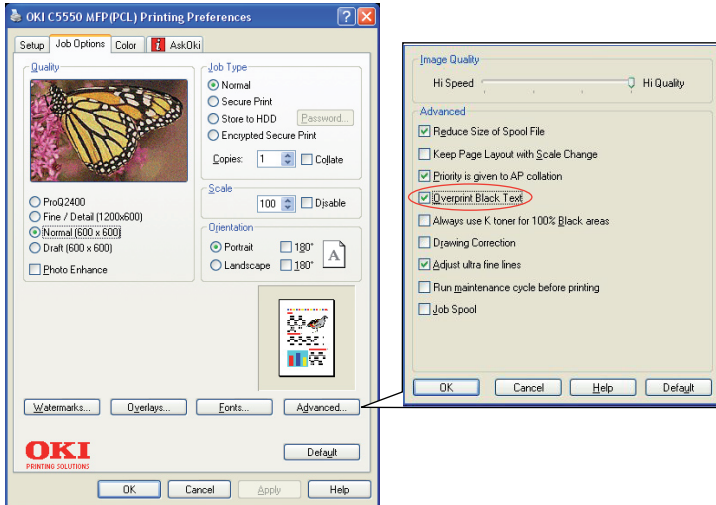 OKI C5550 MFP(PCL) Printing Preferences
Setup Job Options Color AskOki
Quality
ProQ2400
Fine / Detail (1200x600)
Normal (600 x 600)
Draft (600 x 600)
Photo Enhance
Job Type
Normal
Secure Print
Store to HDD Password...
Encrypted Secure Print
Copies: 1 Collate
Scale
100 Disable
Orientation
Portrait 180°
Landscape 180°
A
Watermarks... Overlays... Fonts... Advanced...
OKI
PRINTING SOLUTIONS
Default
OK Cancel Apply Help
Image Quality
Hi Speed Hi Quality
Advanced
Reduce Size of Spool File
Keep Page Layout with Scale Change
Priority is given to AP collation
Overprint Black Text
Always use K toner for 100% Black areas
Drawing Correction
Adjust ultra fine lines
Run maintenance cycle before printing
Job Spool
OK Cancel Help Default